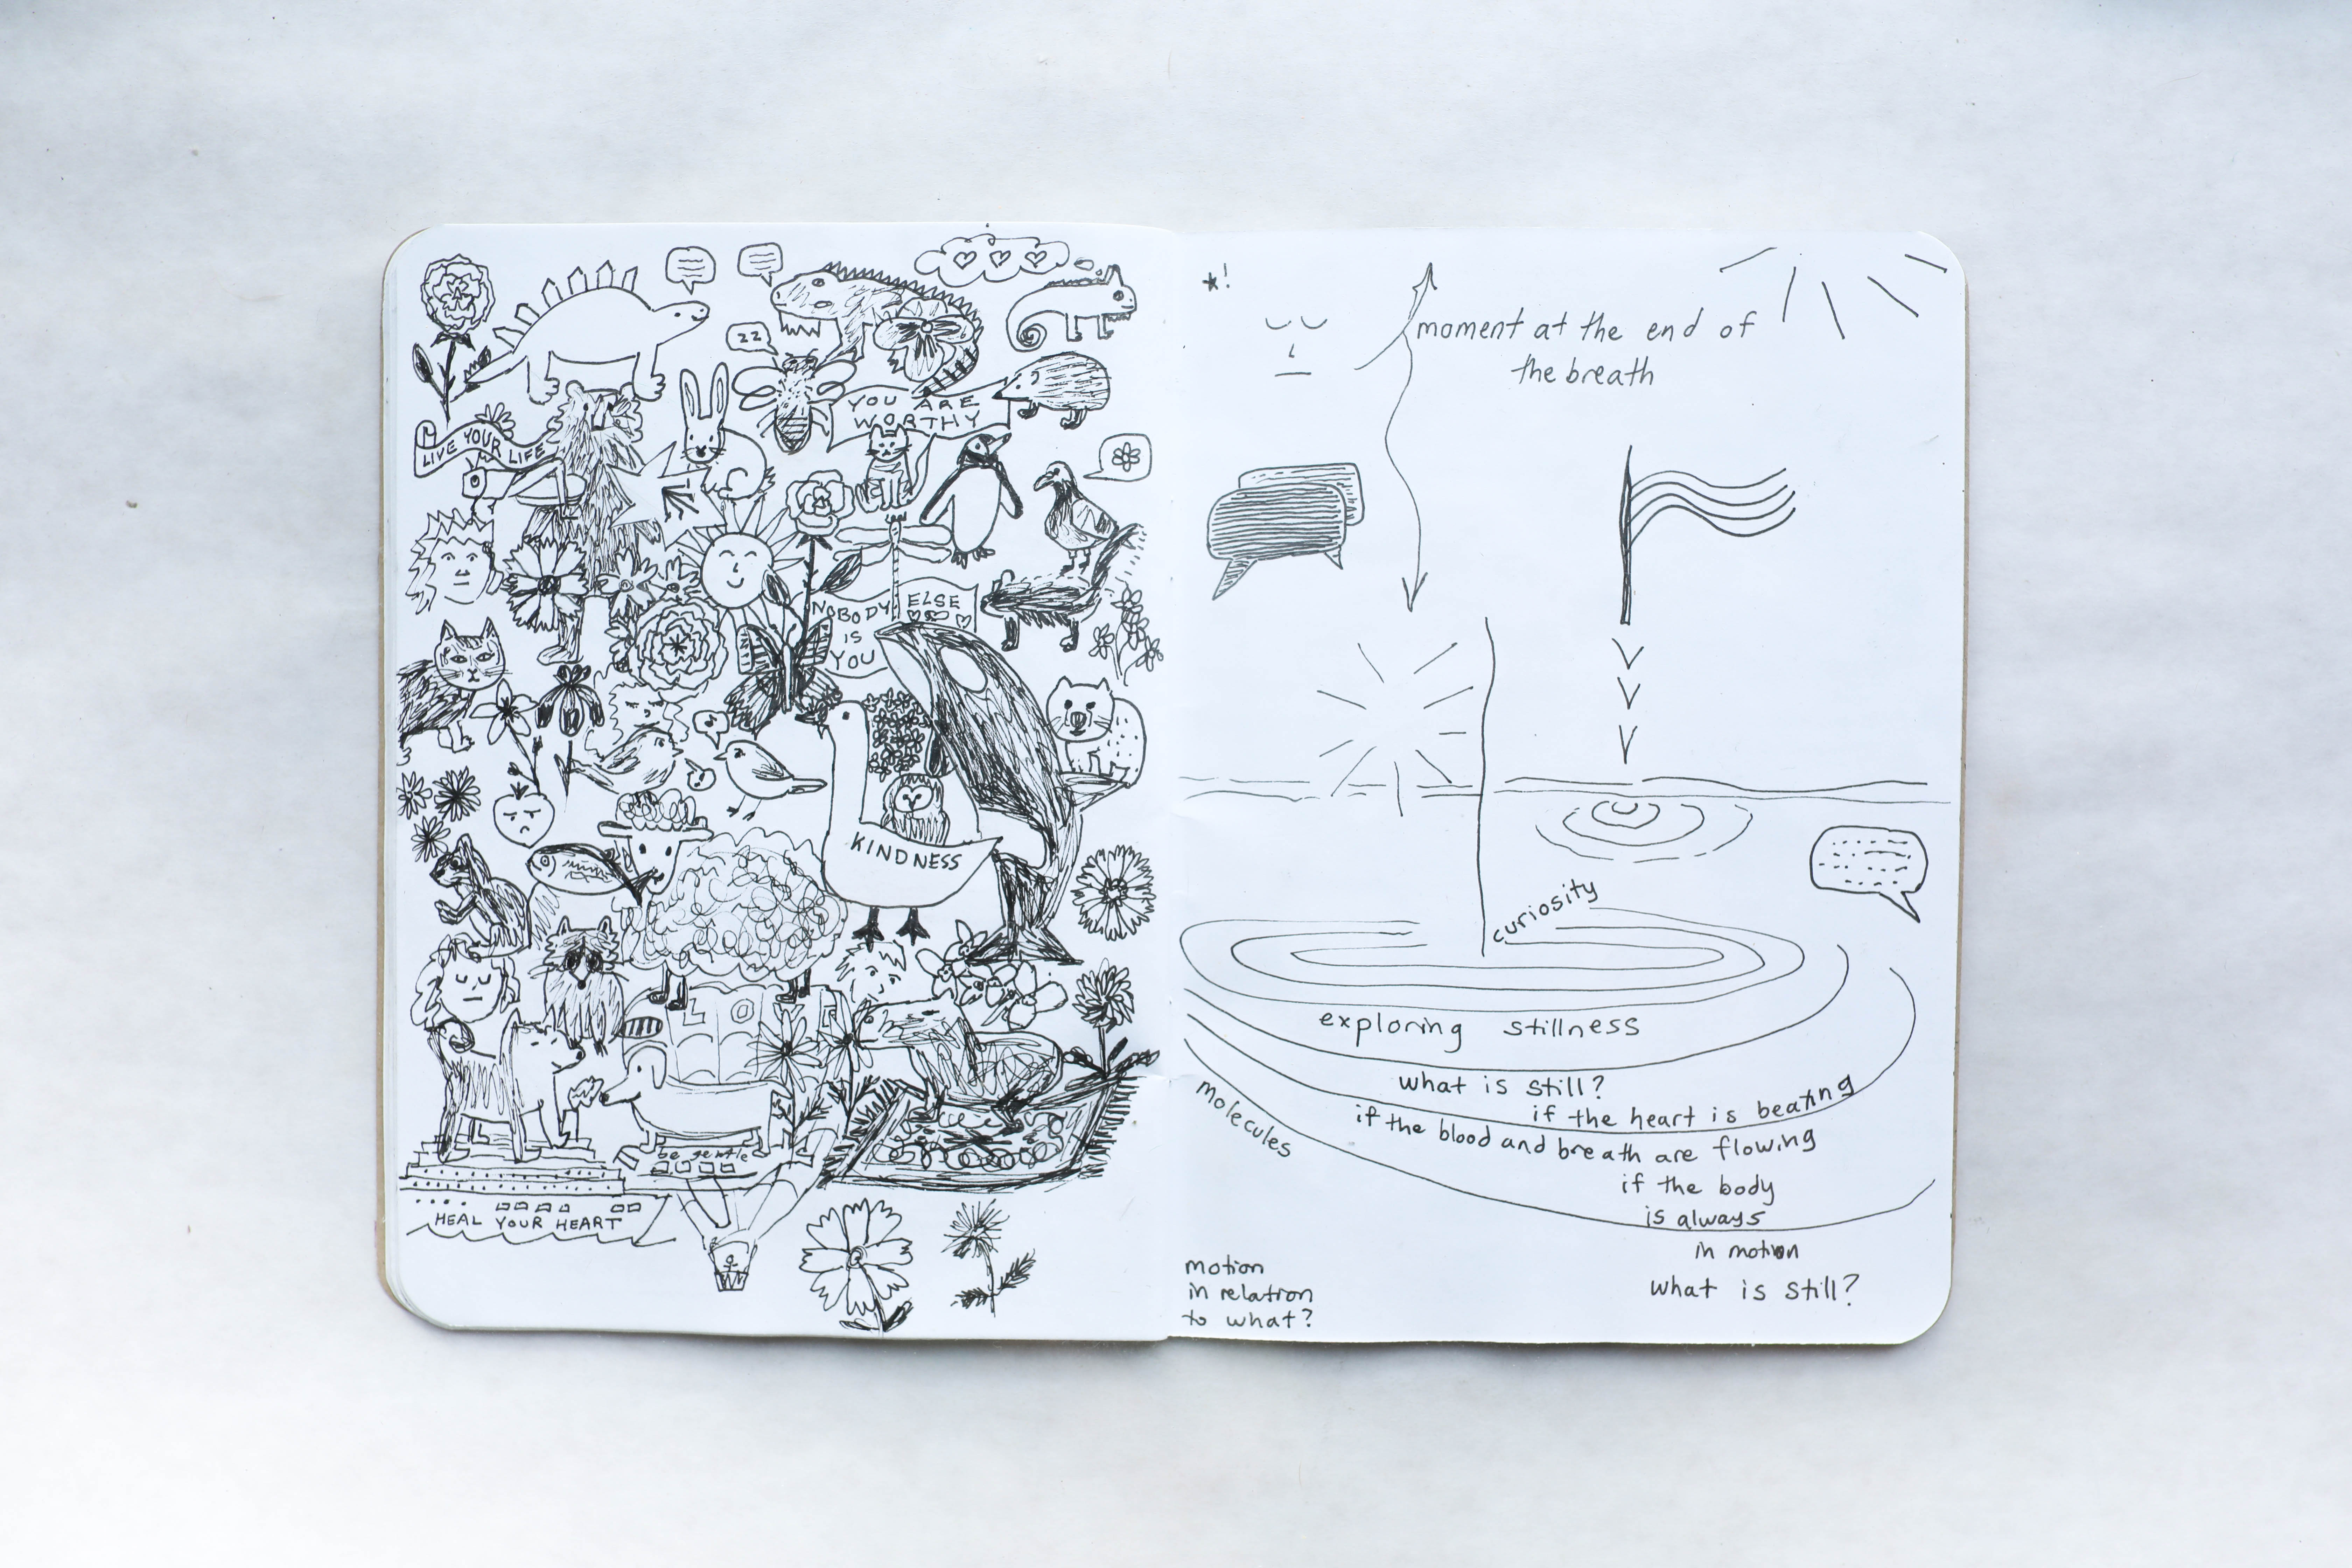 zz
YOU ARE
WORTHY
LIVE YOUR LIFE
NOBODY
IS
YOU
ELSE
KINDNESS
LO
be gentle
HEAL YOUR HEART
*!
moment at the end of
the breath
curiosity
exploring stillness
what is still?
if the heart is beating
if the blood and breath are flowing
if the body
is always
in motion
what is still?
molecules
motion
in relation
to what?